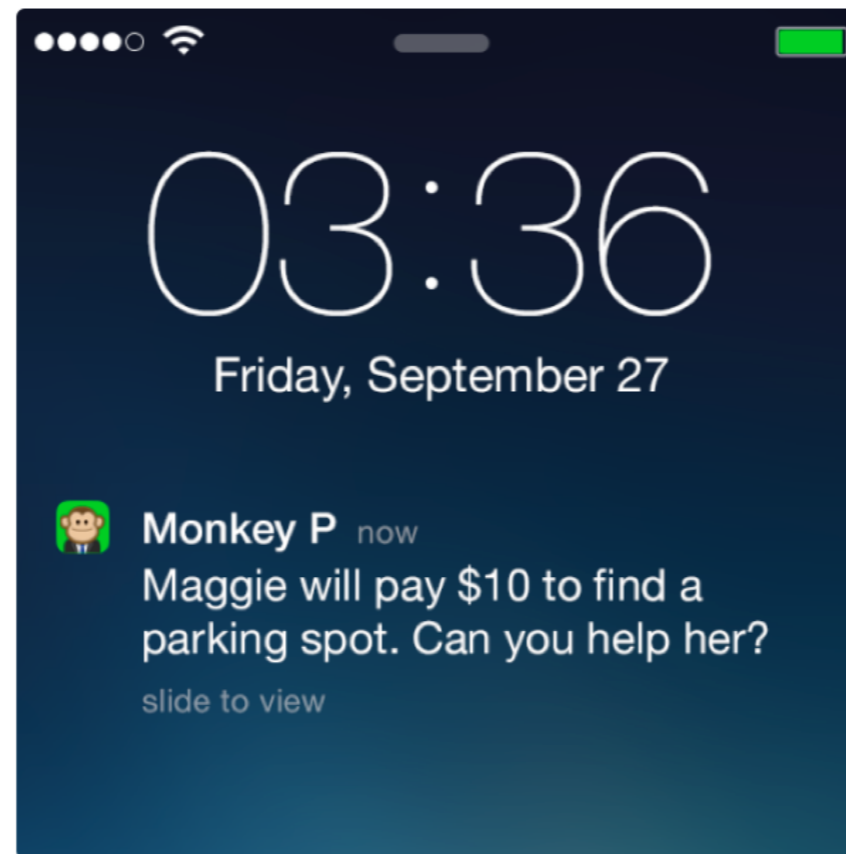 03:36
Friday, September 27
Monkey P now
Maggie will pay $10 to find a
parking spot. Can you help her?
slide to view